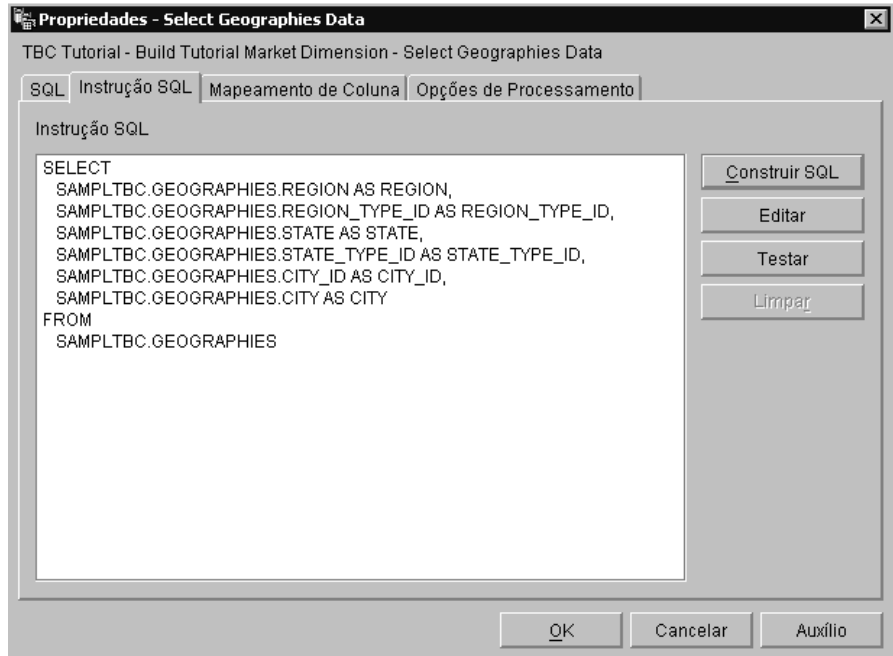 Propriedades - Select Geographies Data
TBC Tutorial - Build Tutorial Market Dimension - Select Geographies Data
SQL Instrução SQL Mapeamento de Coluna Opções de Processamento
Instrução SQL
SELECT
SAMPLTBC.GEOGRAPHIES.REGION AS REGION,
SAMPLTBC.GEOGRAPHIES.REGION_TYPE_ID AS REGION_TYPE_ID,
SAMPLTBC.GEOGRAPHIES.STATE AS STATE,
SAMPLTBC.GEOGRAPHIES.STATE_TYPE_ID AS STATE_TYPE_ID,
SAMPLTBC.GEOGRAPHIES.CITY_ID AS CITY_ID,
SAMPLTBC.GEOGRAPHIES.CITY AS CITY
FROM
SAMPLTBC.GEOGRAPHIES
Construir SQL
Editar
Testar
Limpar
OK Cancelar Auxílio